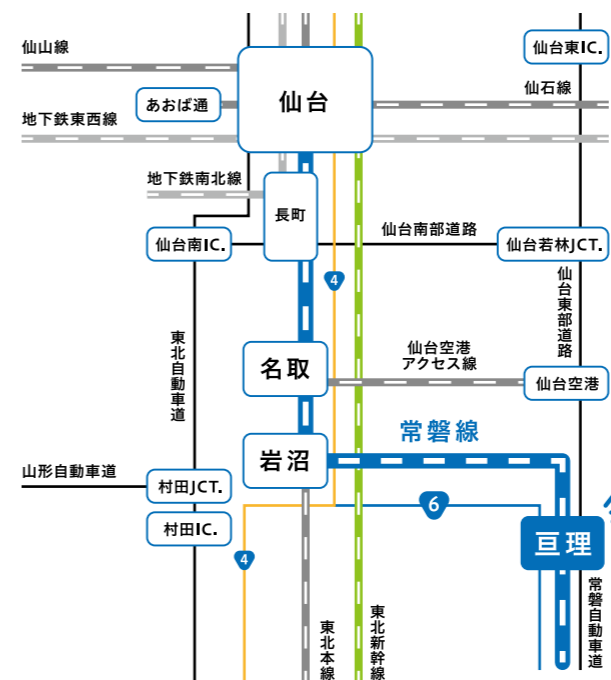 仙山線
仙台東IC.
仙台
仙石線
あおば通
地下鉄東西線
地下鉄南北線
長町
仙台南部道路
仙台南IC.
仙台若林JCT.
4
仙台東部道路
東北自動車道
仙台空港
アクセス線
名取
仙台空港
常磐線
岩沼
山形自動車道
村田JCT.
6
村田IC.
亘理
4
常磐自動車道
東北本線
東北新幹線